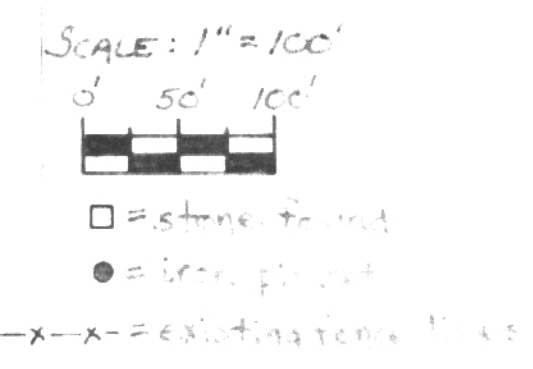 SCALE: 1" = 100'
0' 50' 100'
= stone found
= iron pin set
-x-x- = existing fence lines